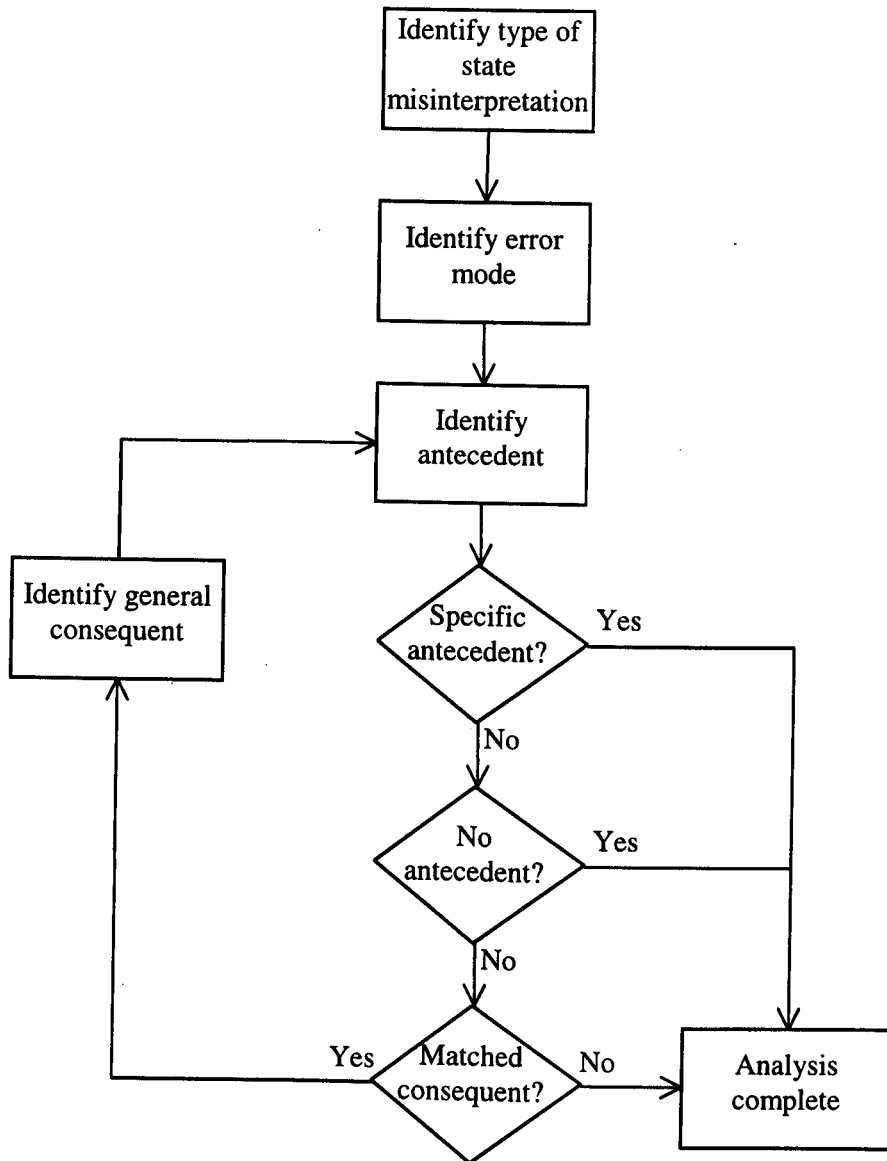 Identify type of
state
misinterpretation
Identify error
mode
Identify
antecedent
Identify general
consequent
Specific
antecedent?
Yes
No
No
antecedent?
Yes
No
Matched
consequent?
Yes
No
Analysis
complete